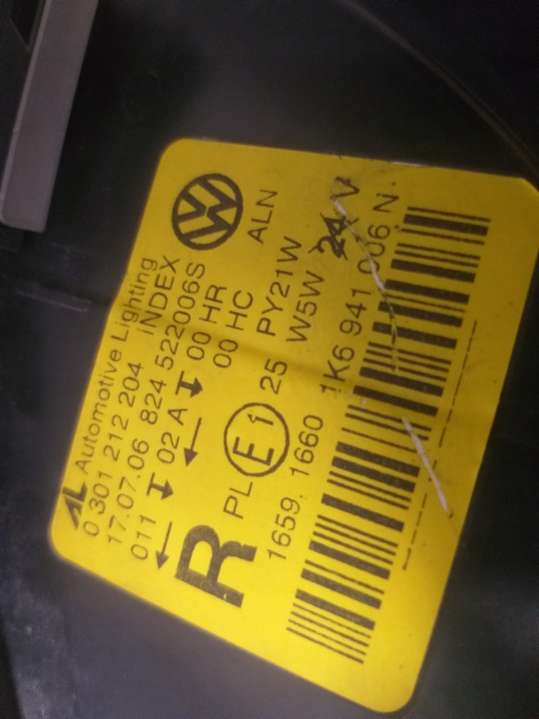 AL Automotive Lighting
0 301 212 204 INDEX
17.07.06 824 522006S
011 02 A 00 HR
00 HC
ALN
R PL E1 25 PY21W
W5W 24 V
1659. 1660 1K6 941 006 N